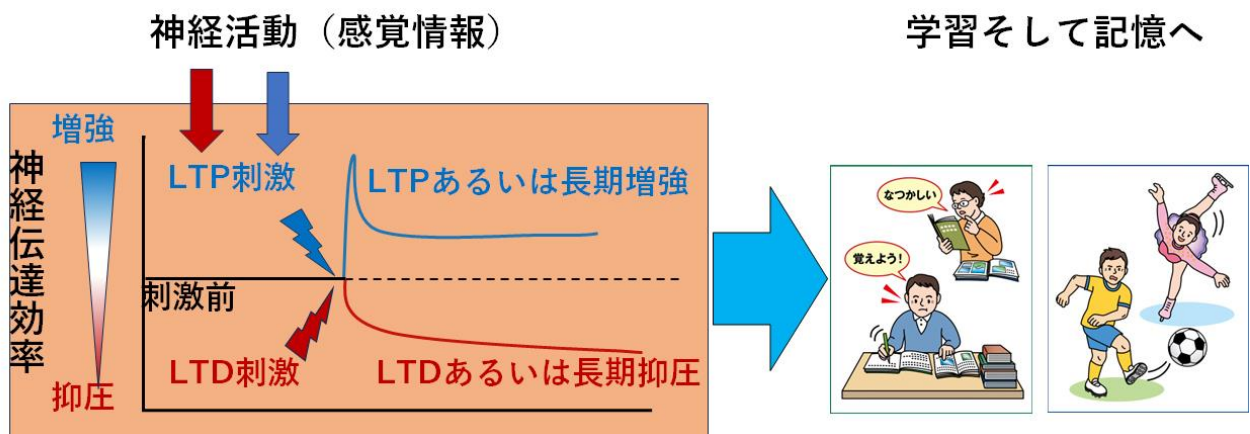 神経活動（感覚情報）
学習そして記憶へ
神経伝達効率
増強
抑圧
LTP刺激
LTPあるいは長期増強
刺激前
LTD刺激
LTDあるいは長期抑圧
なつかしい
覚えよう！